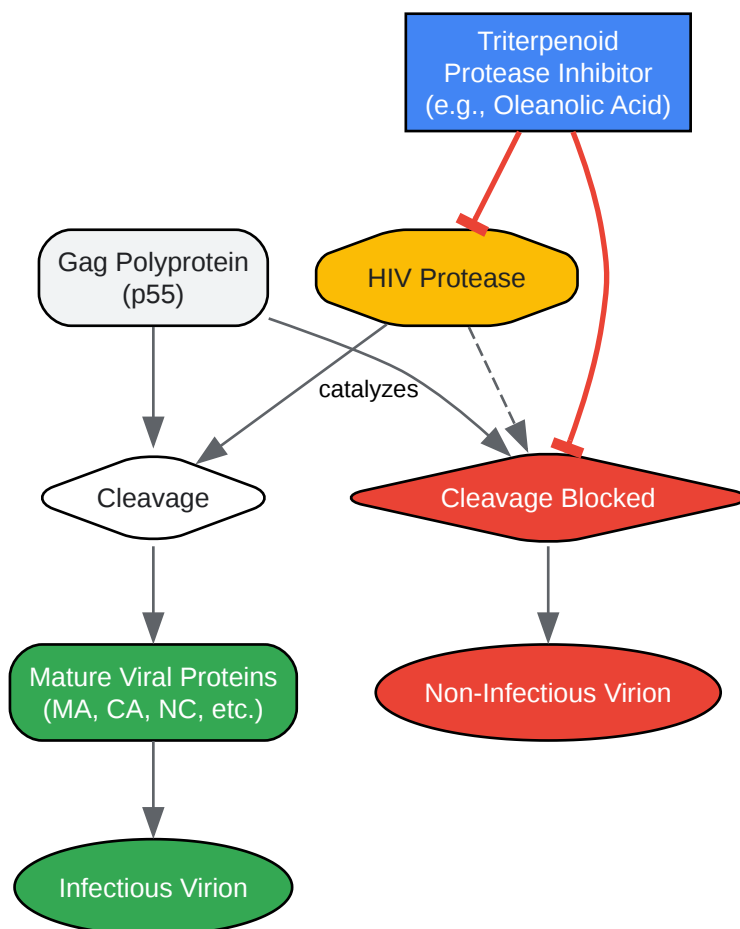 Triterpenoid
Protease Inhibitor
(e.g., Oleanolic Acid)
Gag Polyprotein
(p55)
HIV Protease
catalyzes
Cleavage
Cleavage Blocked
Mature Viral Proteins
(MA, CA, NC, etc.)
Non-Infectious Virion
Infectious Virion